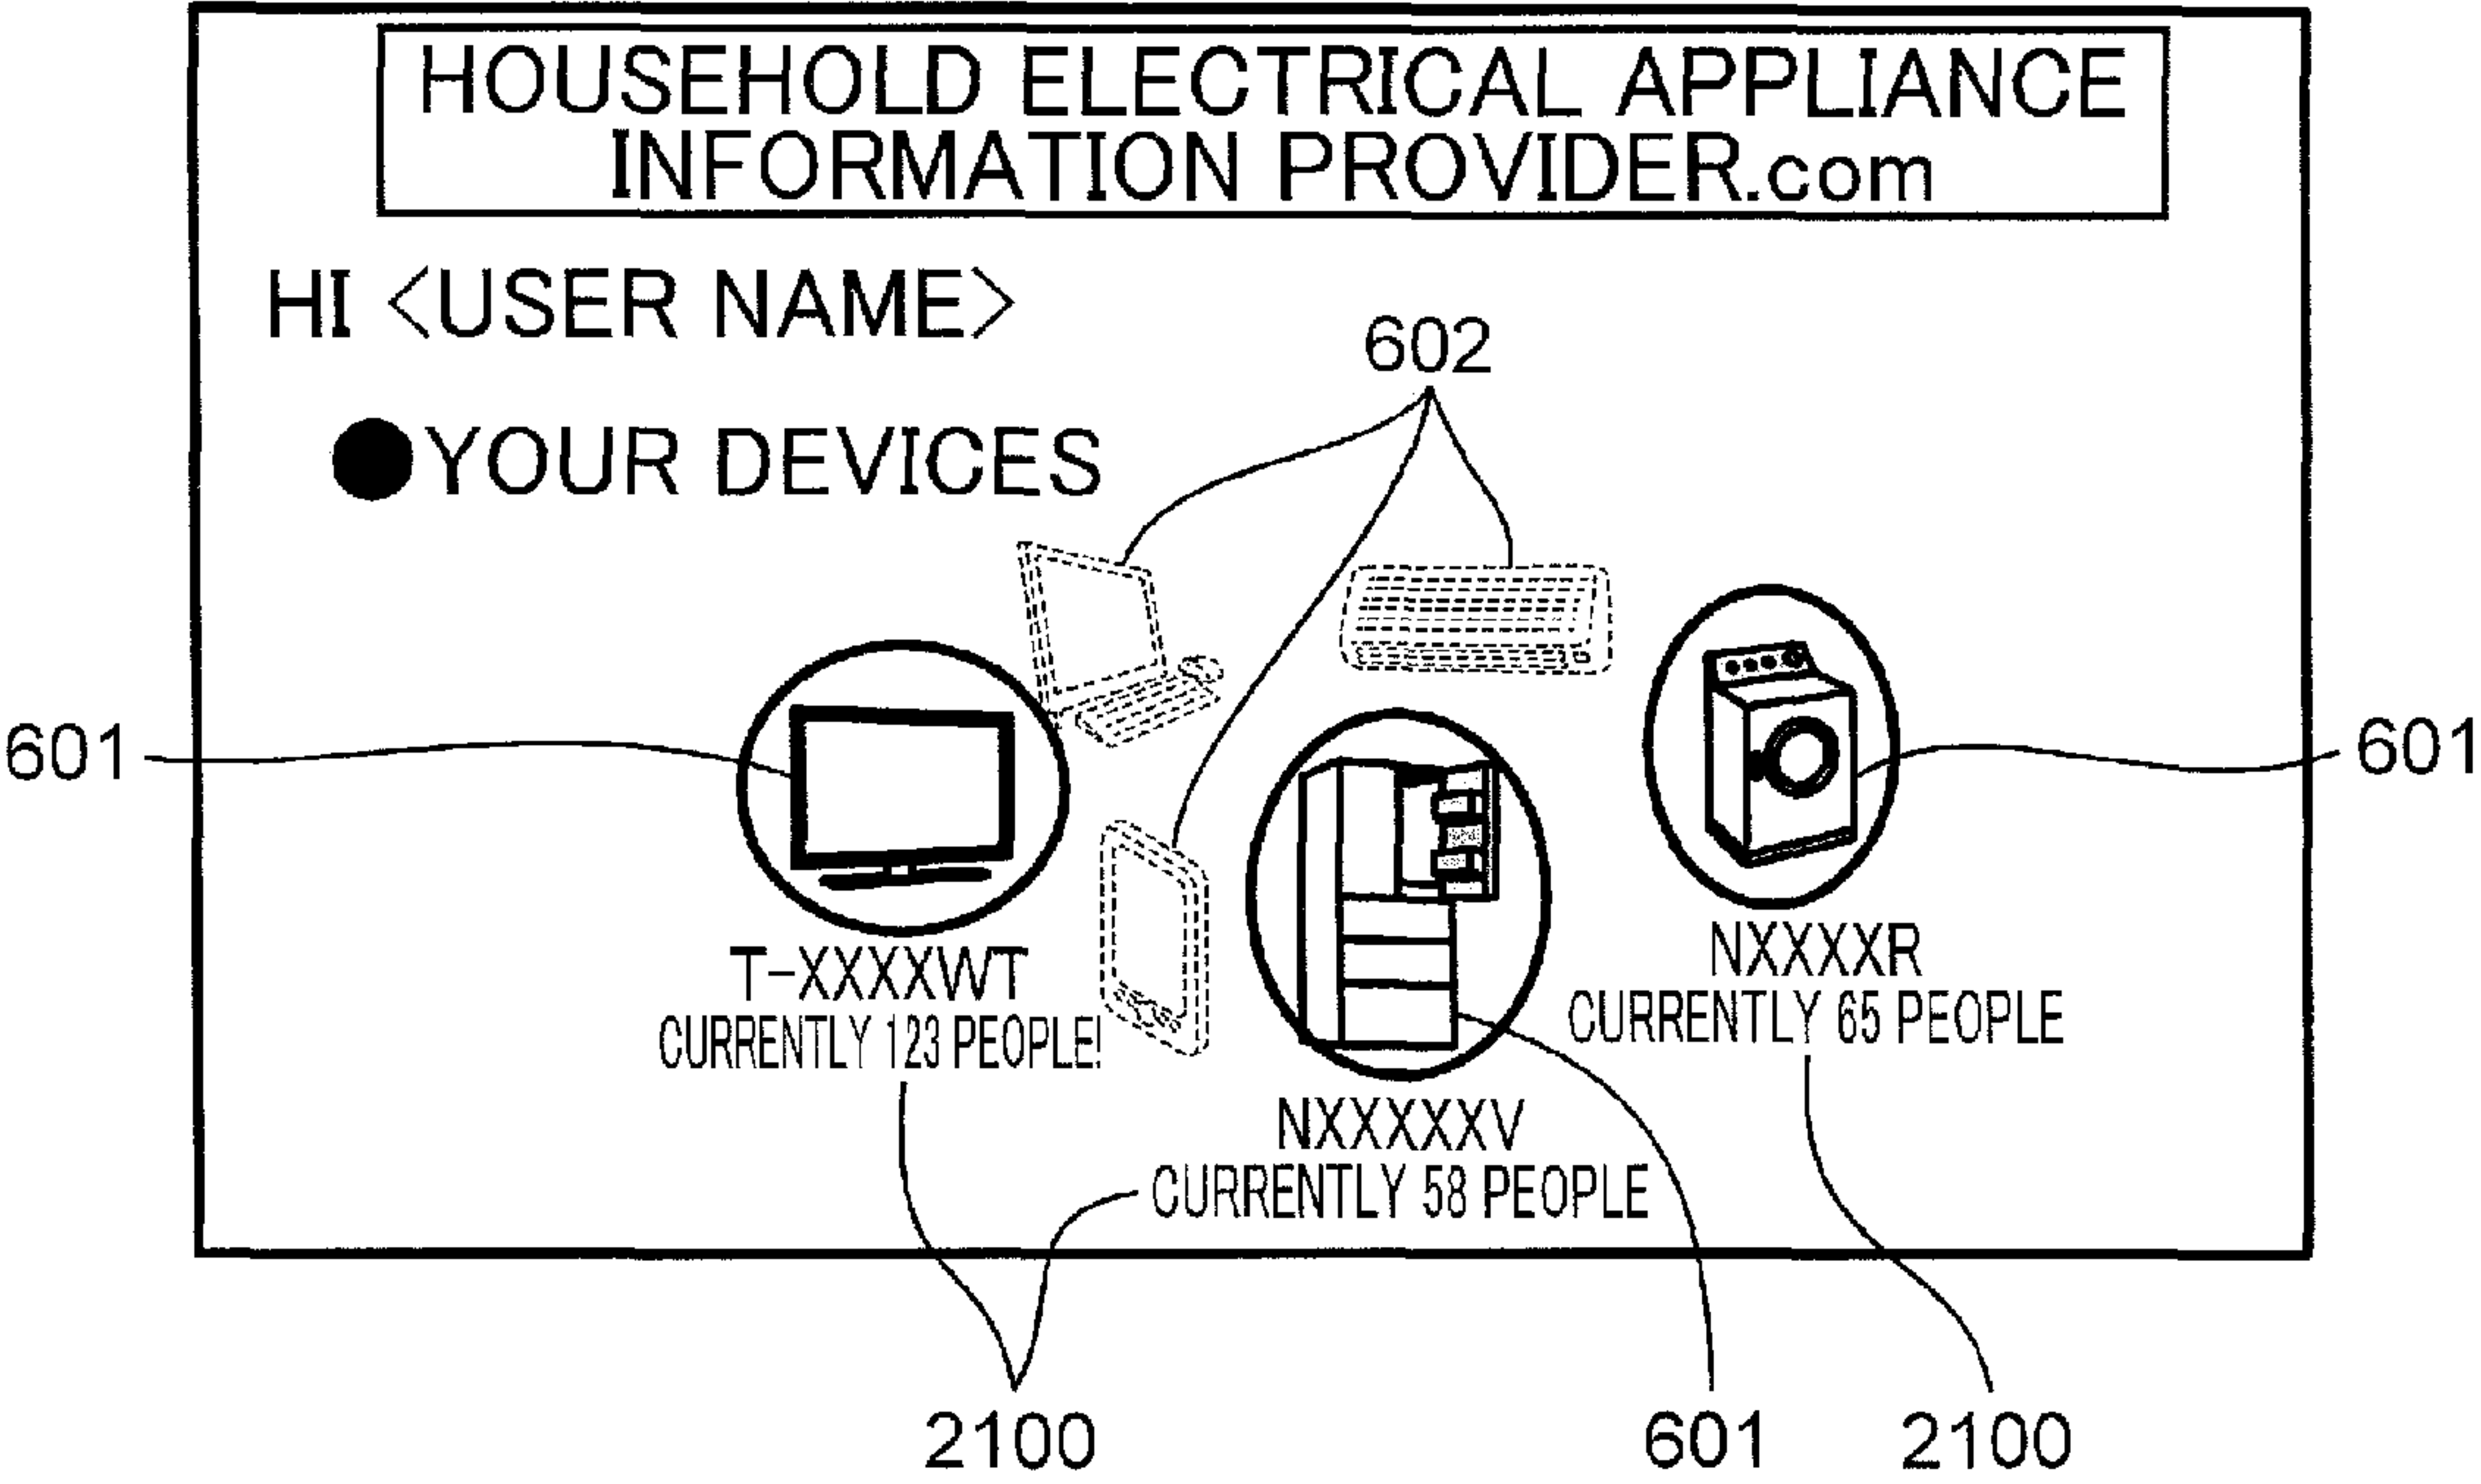 HOUSEHOLD ELECTRICAL APPLIANCE
INFORMATION PROVIDER.com
HI <USER NAME>
602
●YOUR DEVICES
601
601
T-XXXXWT
CURRENTLY 123 PEOPLE!
NXXXXR
CURRENTLY 65 PEOPLE
NXXXXXV
CURRENTLY 58 PEOPLE
2100
601
2100